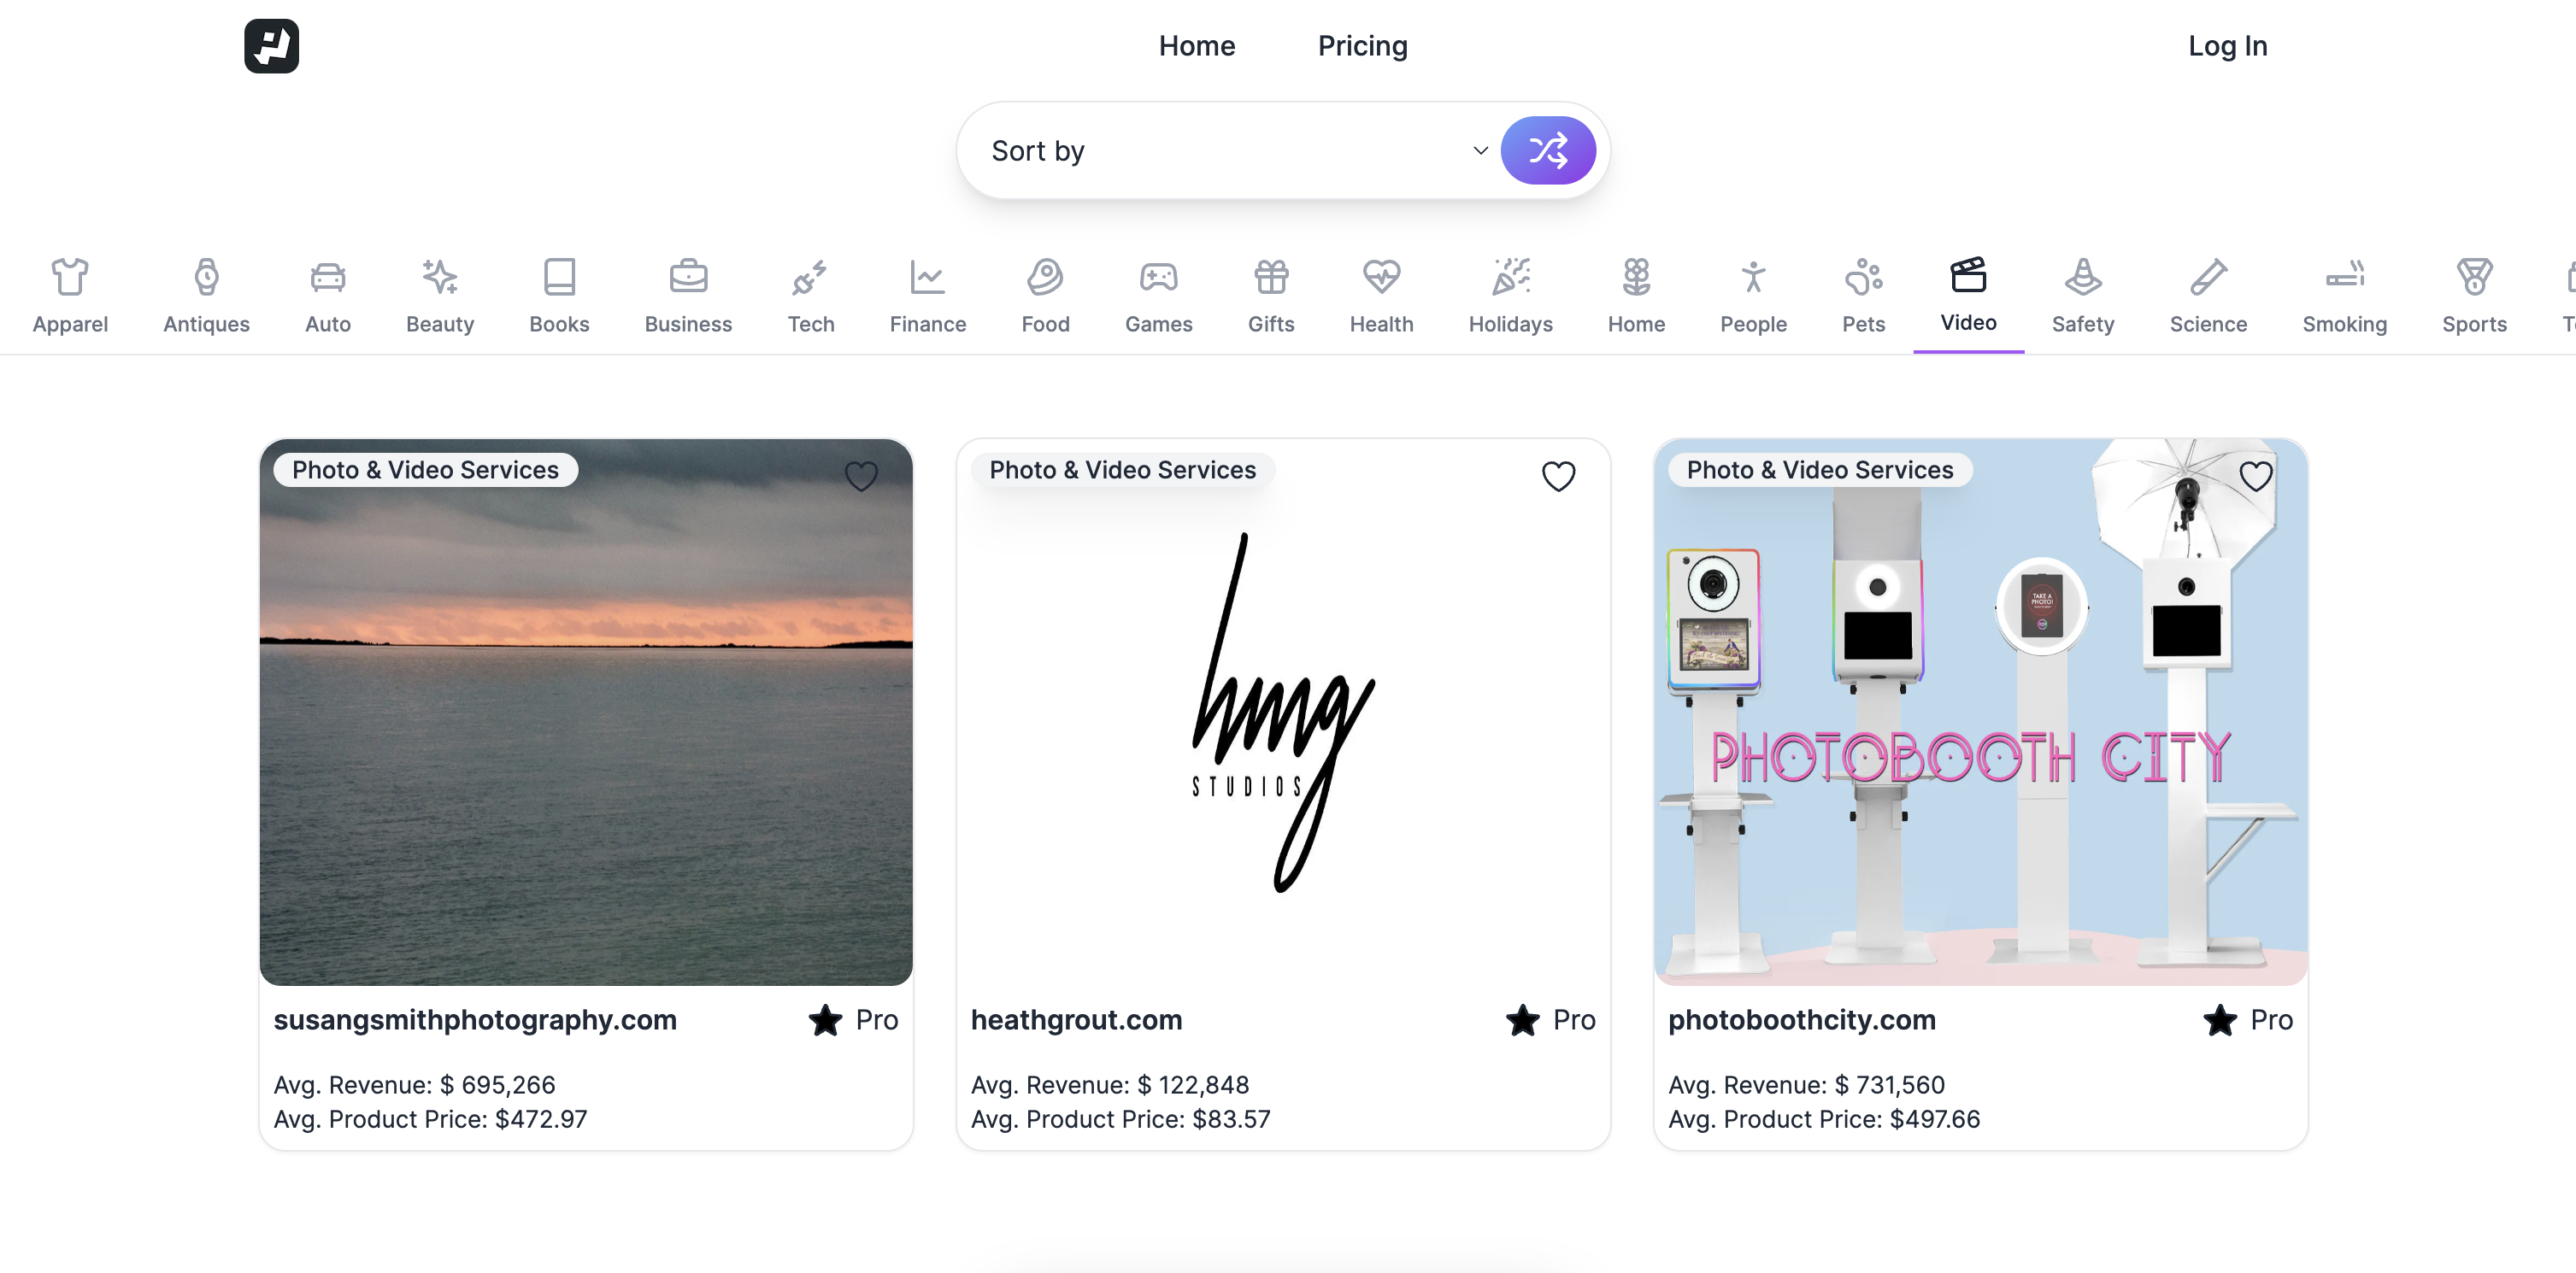 Home Pricing Log In
Sort by
Apparel Antiques Auto Beauty Books Business Tech Finance Food Games Gifts Health Holidays Home People Pets Video Safety Science Smoking Sports
Photo & Video Services
susangsmithphotography.com Pro
Avg. Revenue: $ 695,266
Avg. Product Price: $472.97
Photo & Video Services
hmg
STUDIOS
heathgrout.com Pro
Avg. Revenue: $ 122,848
Avg. Product Price: $83.57
Photo & Video Services
TAKE A
PHOTO!
PHOTOBOOTH CITY
photoboothcity.com Pro
Avg. Revenue: $ 731,560
Avg. Product Price: $497.66